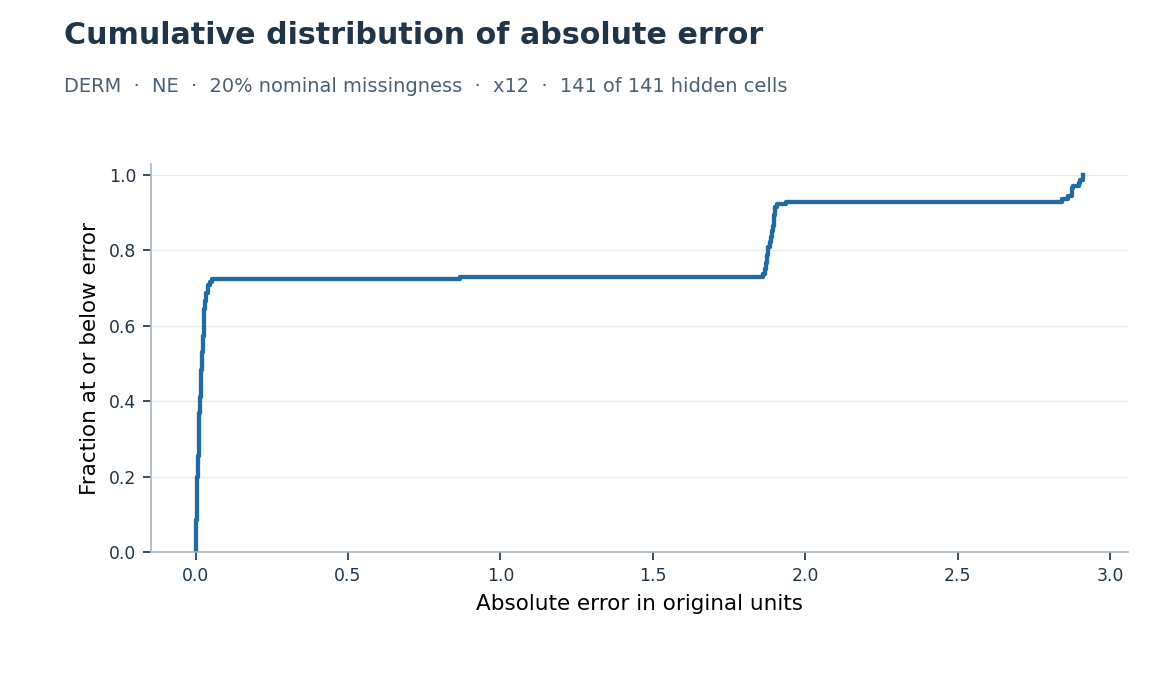 Cumulative distribution of absolute error
DERM · NE · 20% nominal missingness · x12 · 141 of 141 hidden cells
1.0
0.8
0.6
0.4
0.2
0.0
Fraction at or below error
0.0 0.5 1.0 1.5 2.0 2.5 3.0
Absolute error in original units